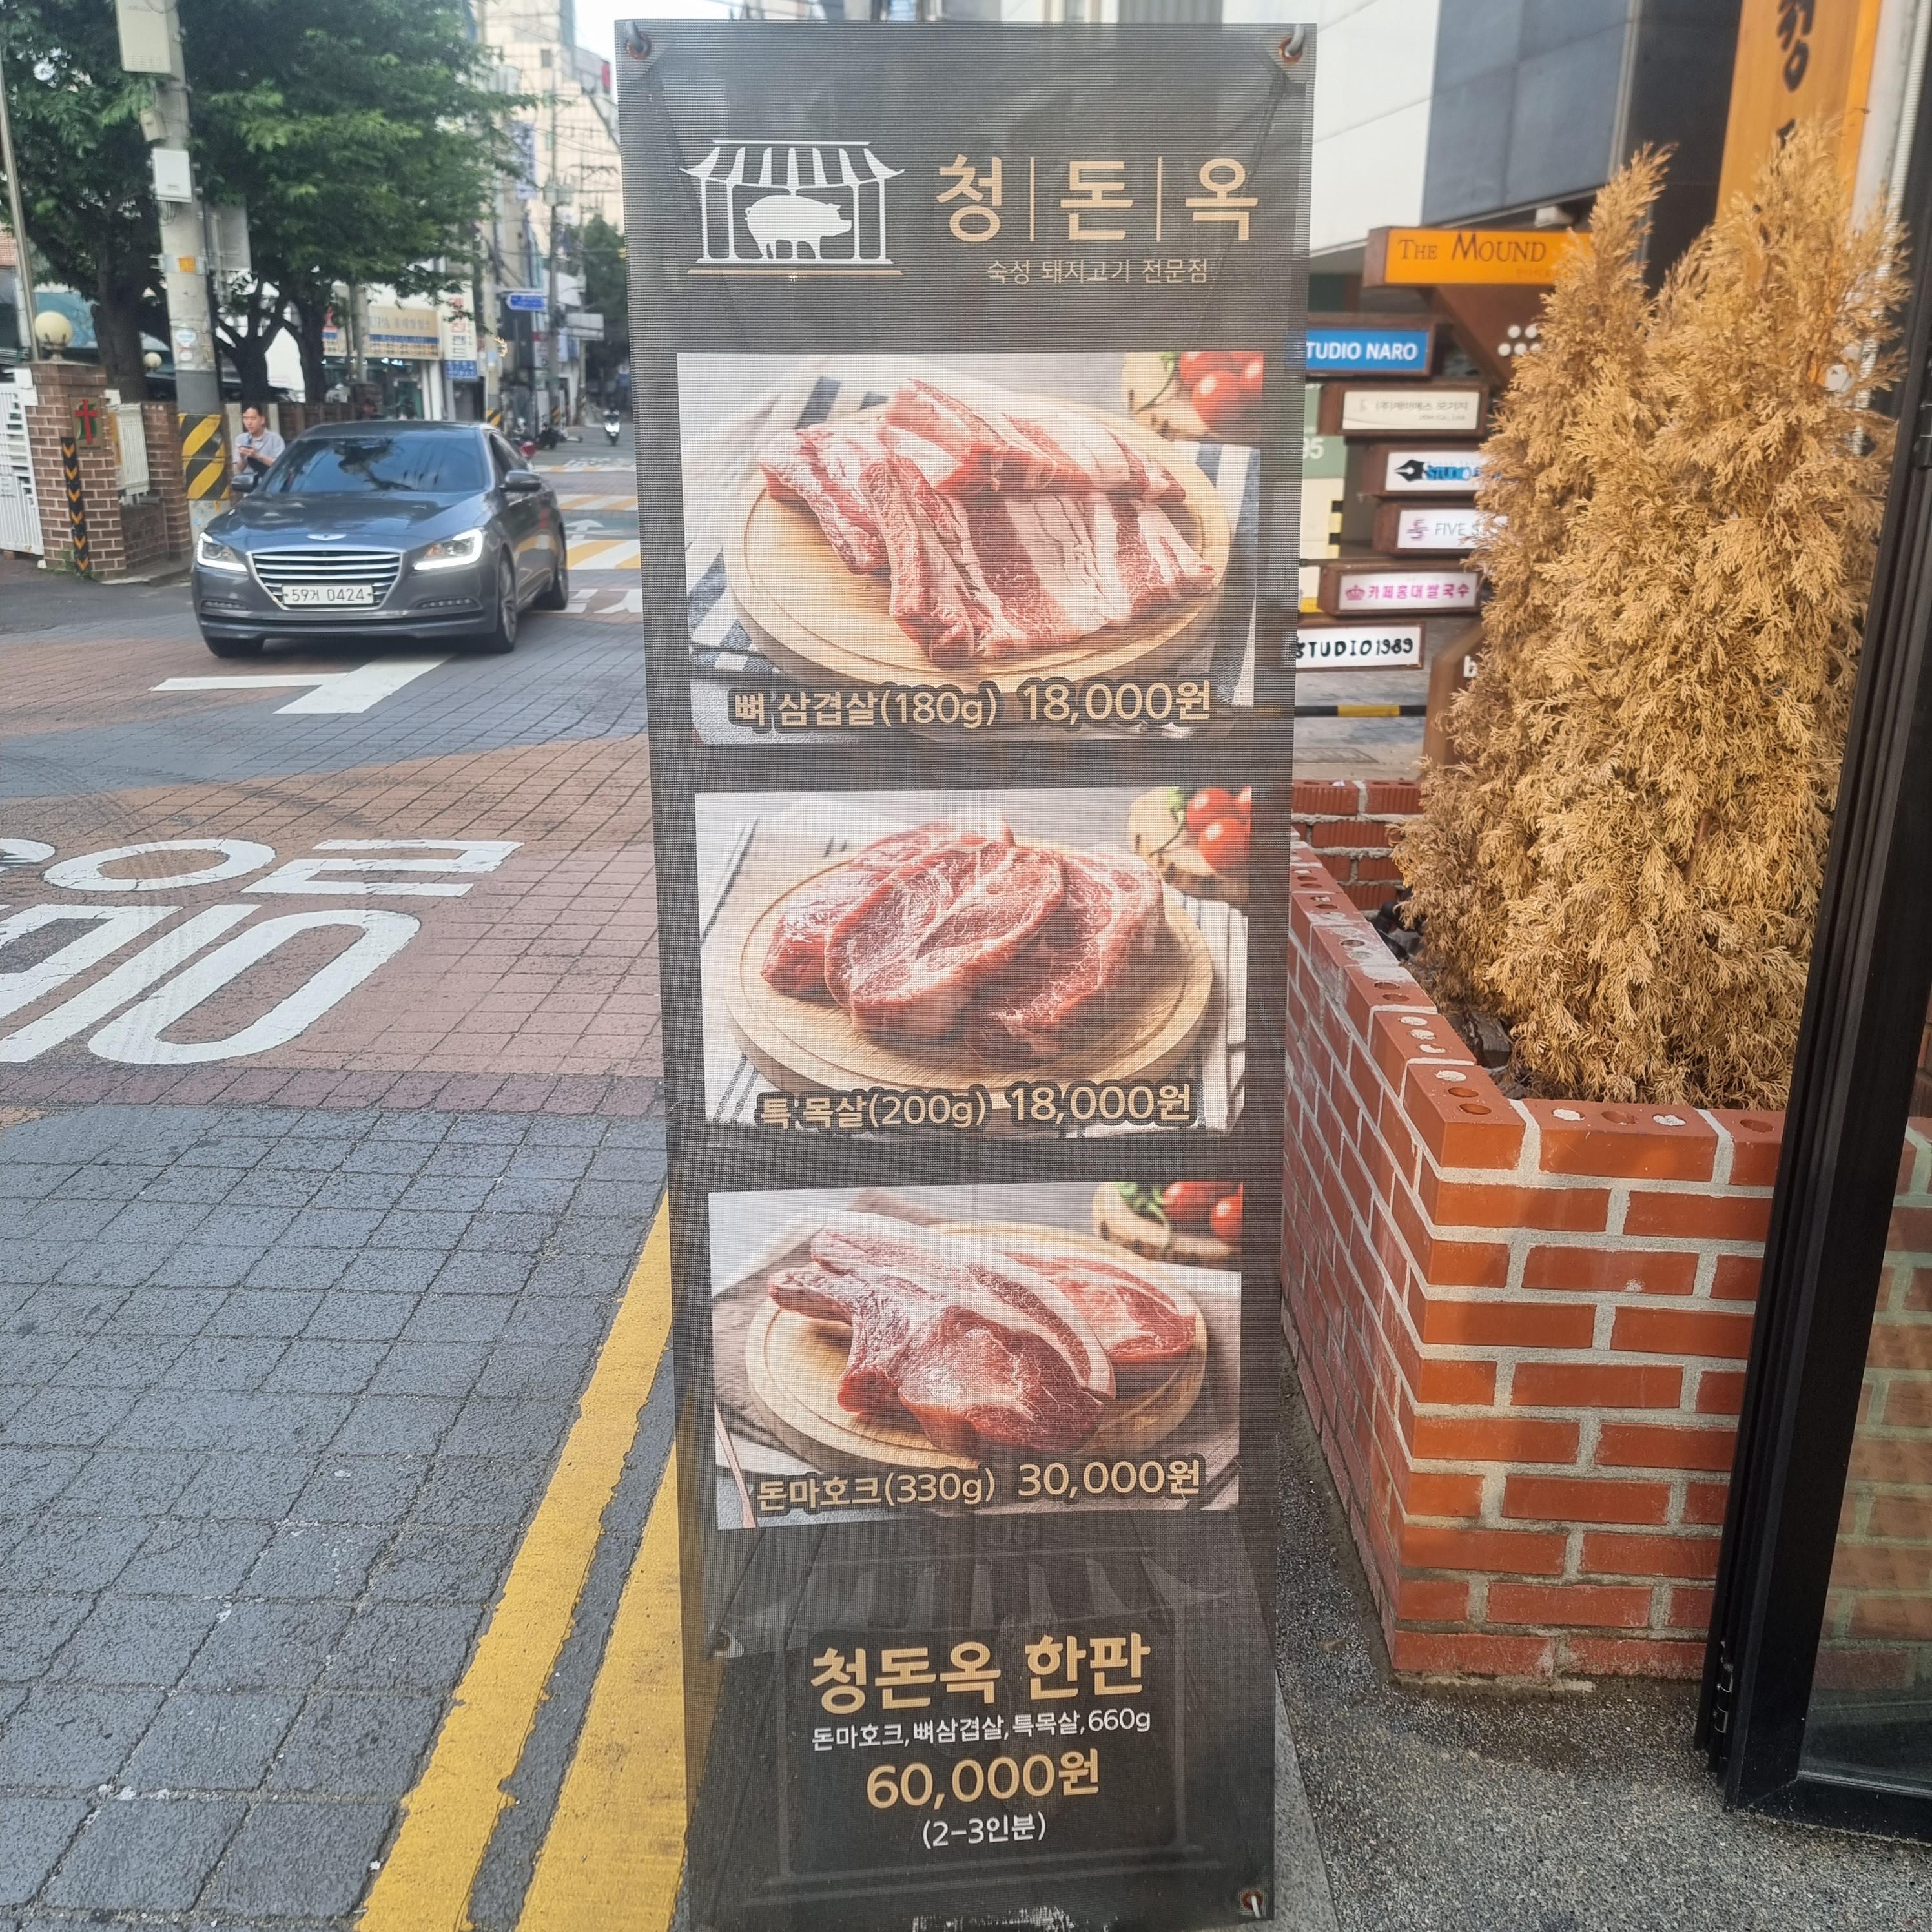 청돈옥
숙성 돼지고기 전문점
뼈 삼겹살(180g) 18,000원
특 목살(200g) 18,000원
돈마호크(330g) 30,000원
청돈옥 한판
돈마호크,뼈삼겹살,특목살,660g
60,000원
(2-3인분)
THE MOUND
TUDIO NARO
FIVE
카페홍대쌀국수
STUDIO1989
59거 0424